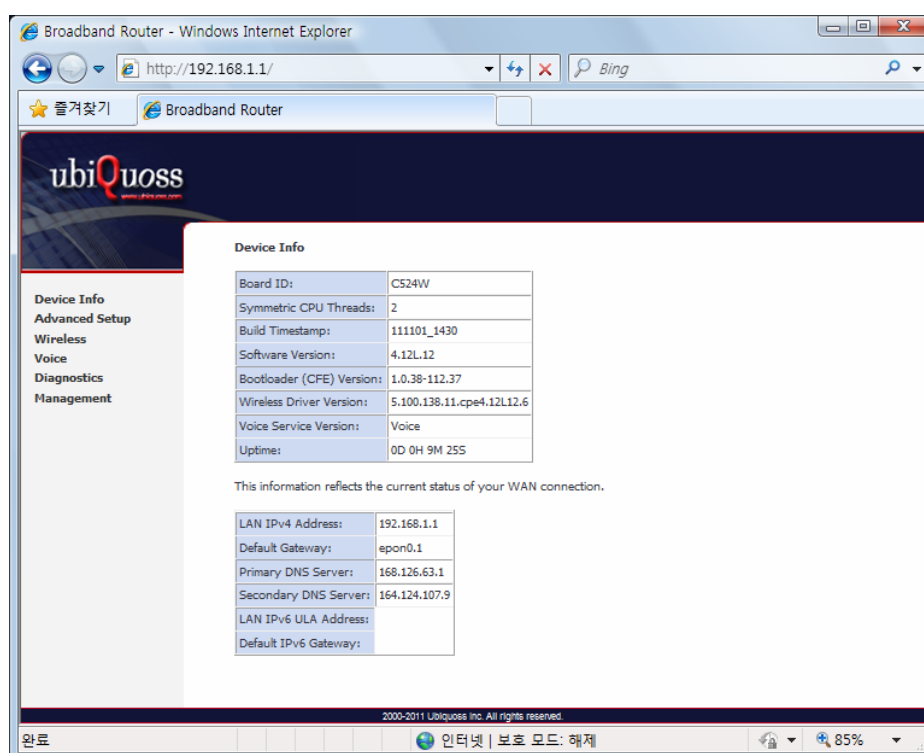 Broadband Router - Windows Internet Explorer
http://192.168.1.1/
Bing
즐겨찾기
Broadband Router
ubiQuoss
www.ubiquoss.com
Device Info
Advanced Setup
Wireless
Voice
Diagnostics
Management
Device Info
Board ID: C524W
Symmetric CPU Threads: 2
Build Timestamp: 111101_1430
Software Version: 4.12L.12
Bootloader (CFE) Version: 1.0.38-112.37
Wireless Driver Version: 5.100.138.11.cpe4.12L12.6
Voice Service Version: Voice
Uptime: 0D 0H 9M 25S
This information reflects the current status of your WAN connection.
LAN IPv4 Address: 192.168.1.1
Default Gateway: epon0.1
Primary DNS Server: 168.126.63.1
Secondary DNS Server: 164.124.107.9
LAN IPv6 ULA Address:
Default IPv6 Gateway:
2000-2011 Ubiquoss Inc. All rights reserved.
완료
인터넷 | 보호 모드: 해제
85%